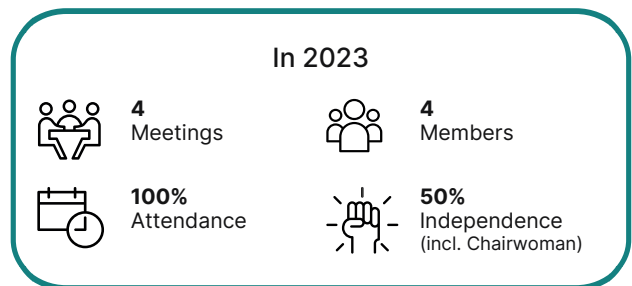 In 2023
4
Meetings
4
Members
100%
Attendance
50%
Independence
(incl. Chairwoman)